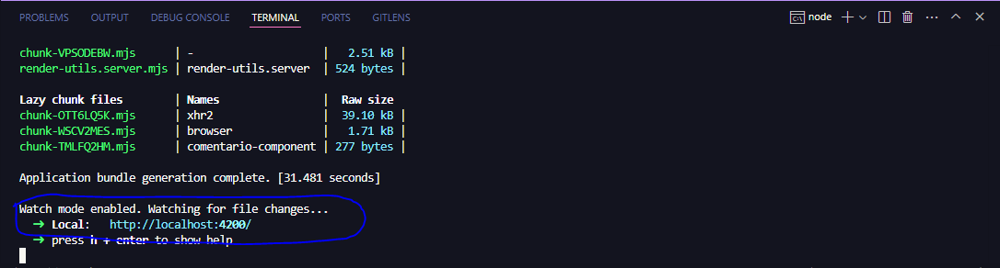 PROBLEMS OUTPUT DEBUG CONSOLE TERMINAL PORTS GITLENS node
chunk-VPSODEBW.mjs | - | 2.51 kB |
render-utils.server.mjs | render-utils.server | 524 bytes |
Lazy chunk files | Names | Raw size
chunk-OTT6LQ5K.mjs | xhr2 | 39.10 kB |
chunk-WSCV2MES.mjs | browser | 1.71 kB |
chunk-TMLFQ2HM.mjs | comentario-component | 277 bytes |
Application bundle generation complete. [31.481 seconds]
Watch mode enabled. Watching for file changes...
➜ Local: http://localhost:4200/
➜ press h + enter to show help